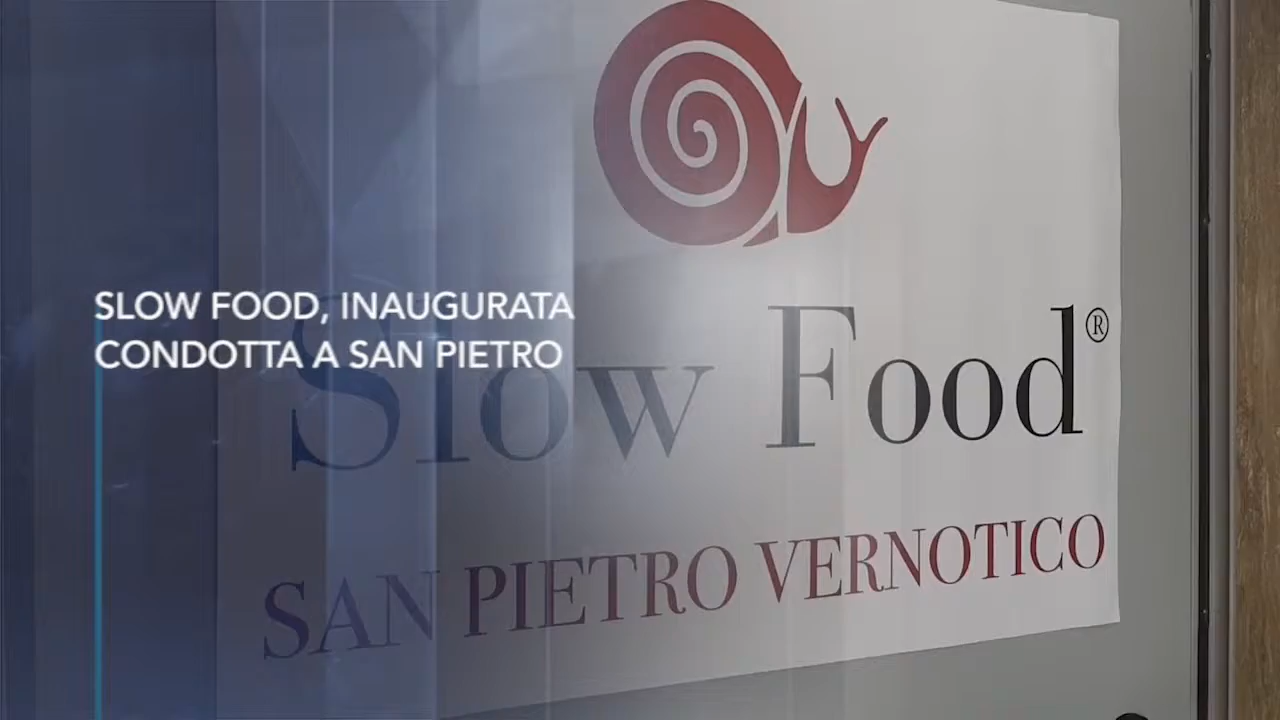 SLOW FOOD, INAUGURATA
CONDOTTA A SAN PIETRO
Slow Food®
SAN PIETRO VERNOTICO